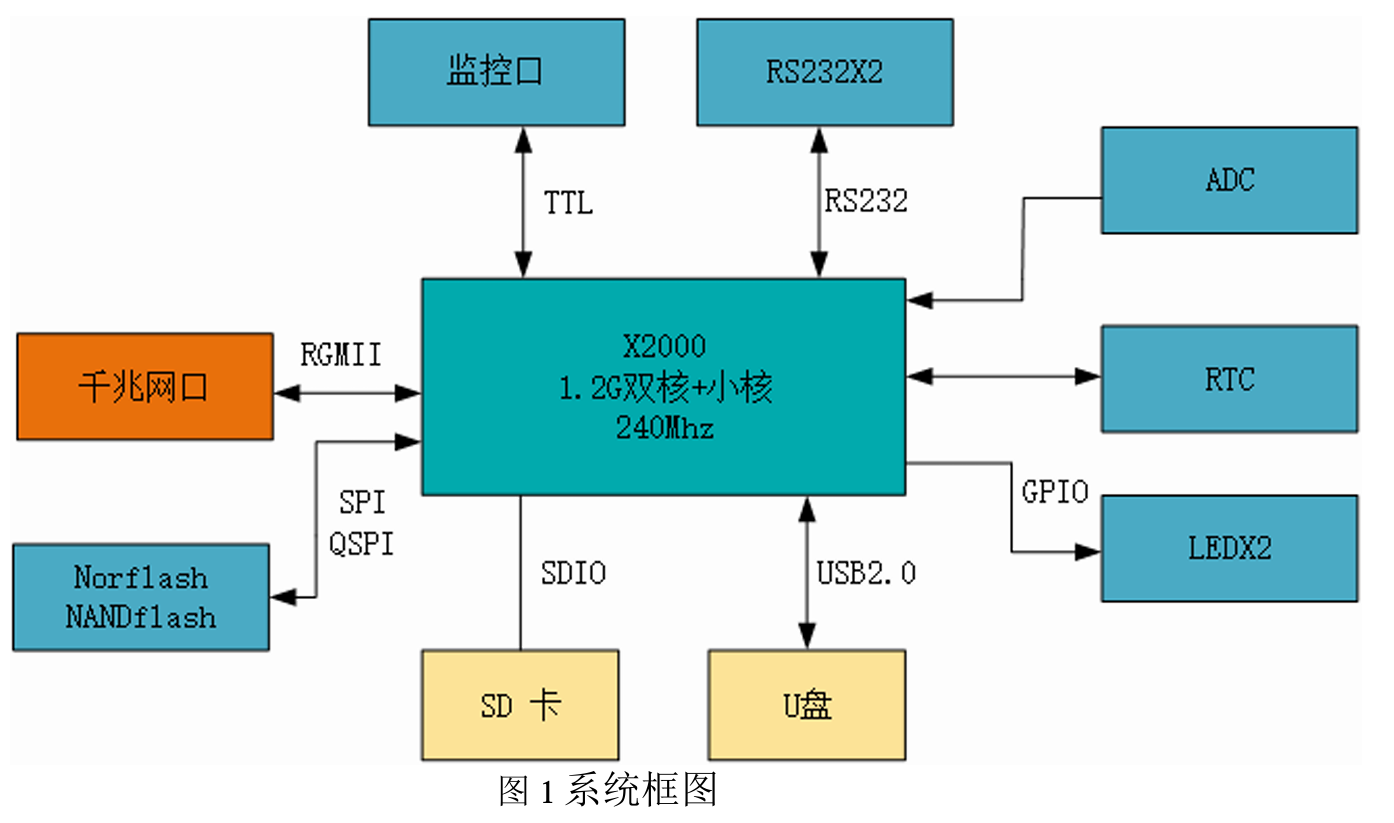 监控口
RS232X2
ADC
TTL
RS232
RGMII
千兆网口
X2000
1.2G双核+小核
240Mhz
RTC
SPI
QSPI
GPIO
LEDX2
Norflash
NANDflash
SDIO
USB2.0
SD 卡
U盘
图 1 系统框图